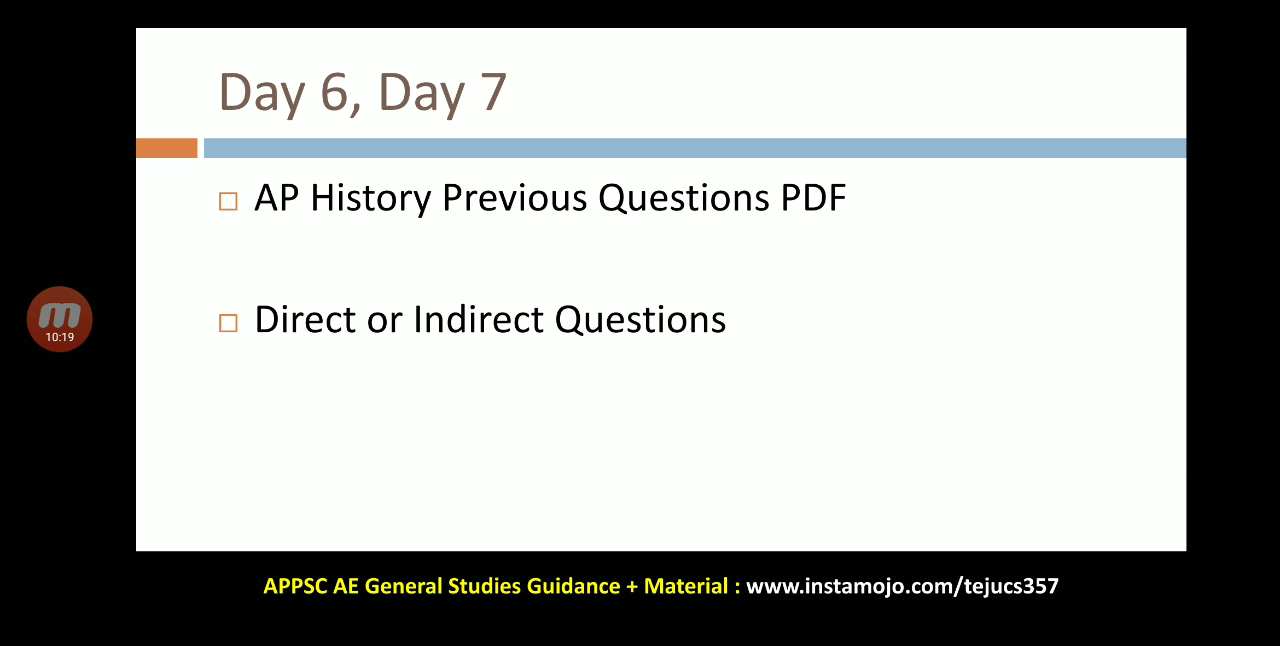 Day 6, Day 7
AP History Previous Questions PDF
Direct or Indirect Questions
m
10:19
APPSC AE General Studies Guidance + Material : www.instamojo.com/tejucs357